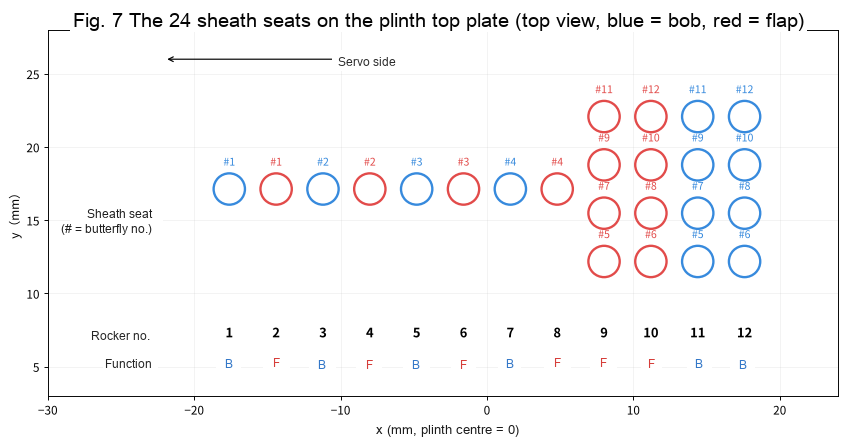 Fig. 7 The 24 sheath seats on the plinth top plate (top view, blue = bob, red = flap)
Servo side
#11 #12 #11 #12
#9 #10 #9 #10
#1 #1 #2 #2 #3 #3 #4 #4
#7 #8 #7 #8
#5 #6 #5 #6
Sheath seat
(# = butterfly no.)
Rocker no. 1 2 3 4 5 6 7 8 9 10 11 12
Function B F B F B F B F F F B B
25
20
15
10
5
y (mm)
−30 −20 −10 0 10 20
x (mm, plinth centre = 0)